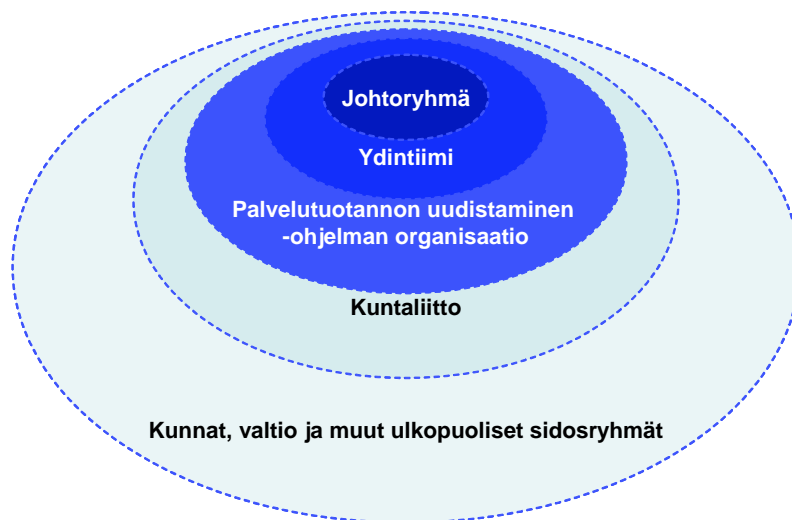 Johtoryhmä
Ydintiimi
Palvelutuotannon uudistaminen
-ohjelman organisaatio
Kuntaliitto
Kunnat, valtio ja muut ulkopuoliset sidosryhmät